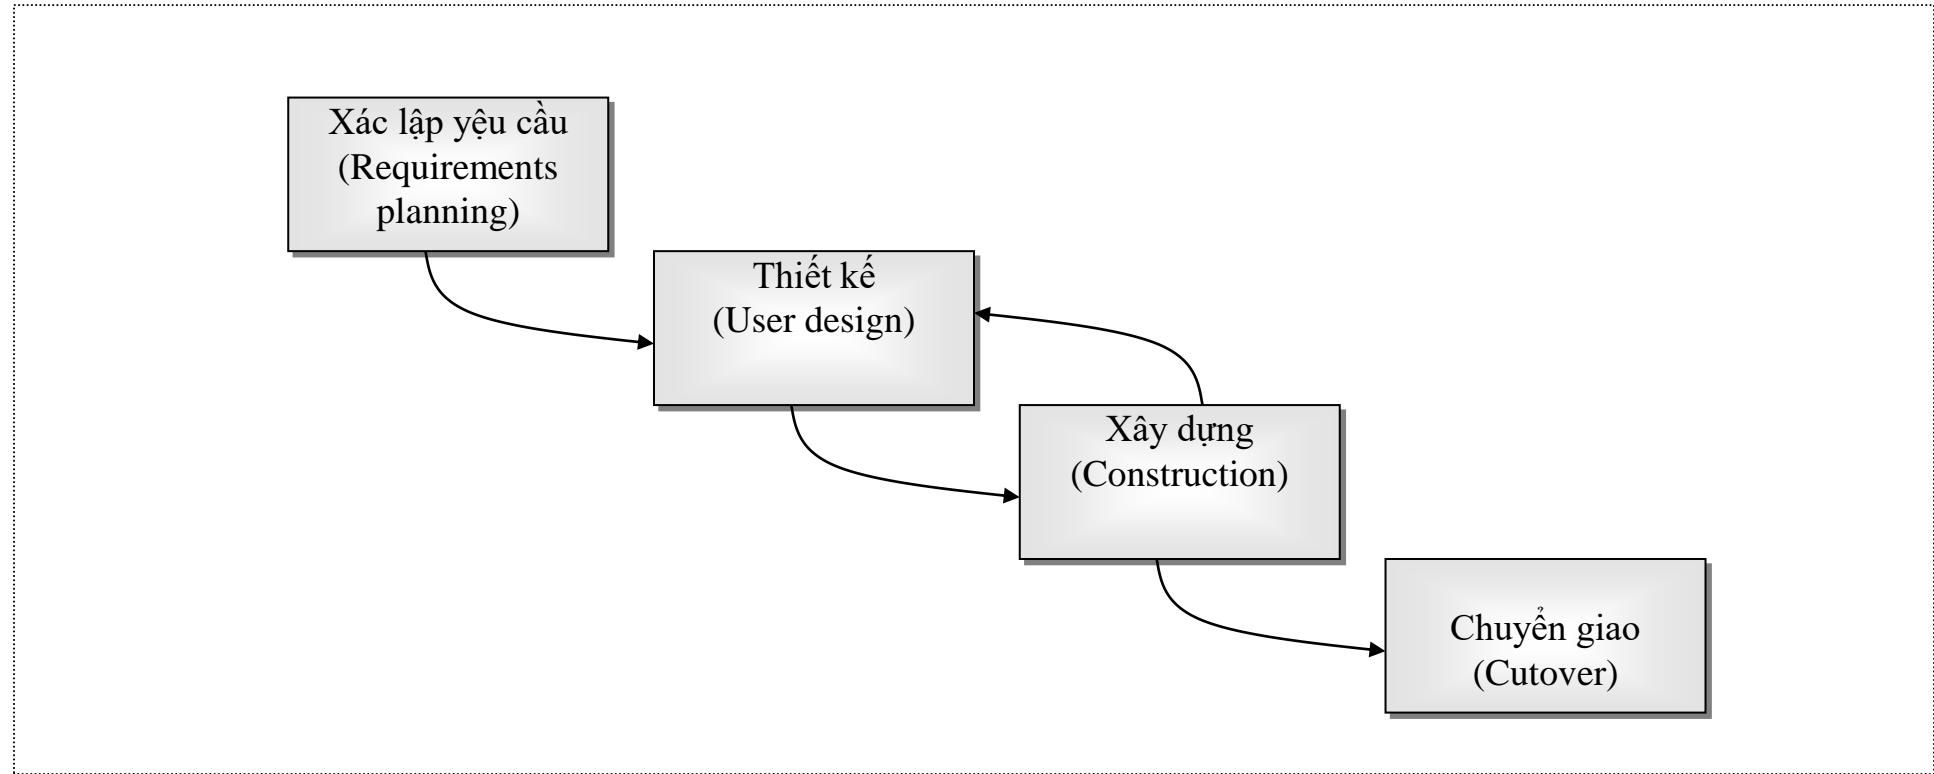 Xác lập yệu cầu
(Requirements
planning)
Thiết kế
(User design)
Xây dựng
(Construction)
Chuyển giao
(Cutover)